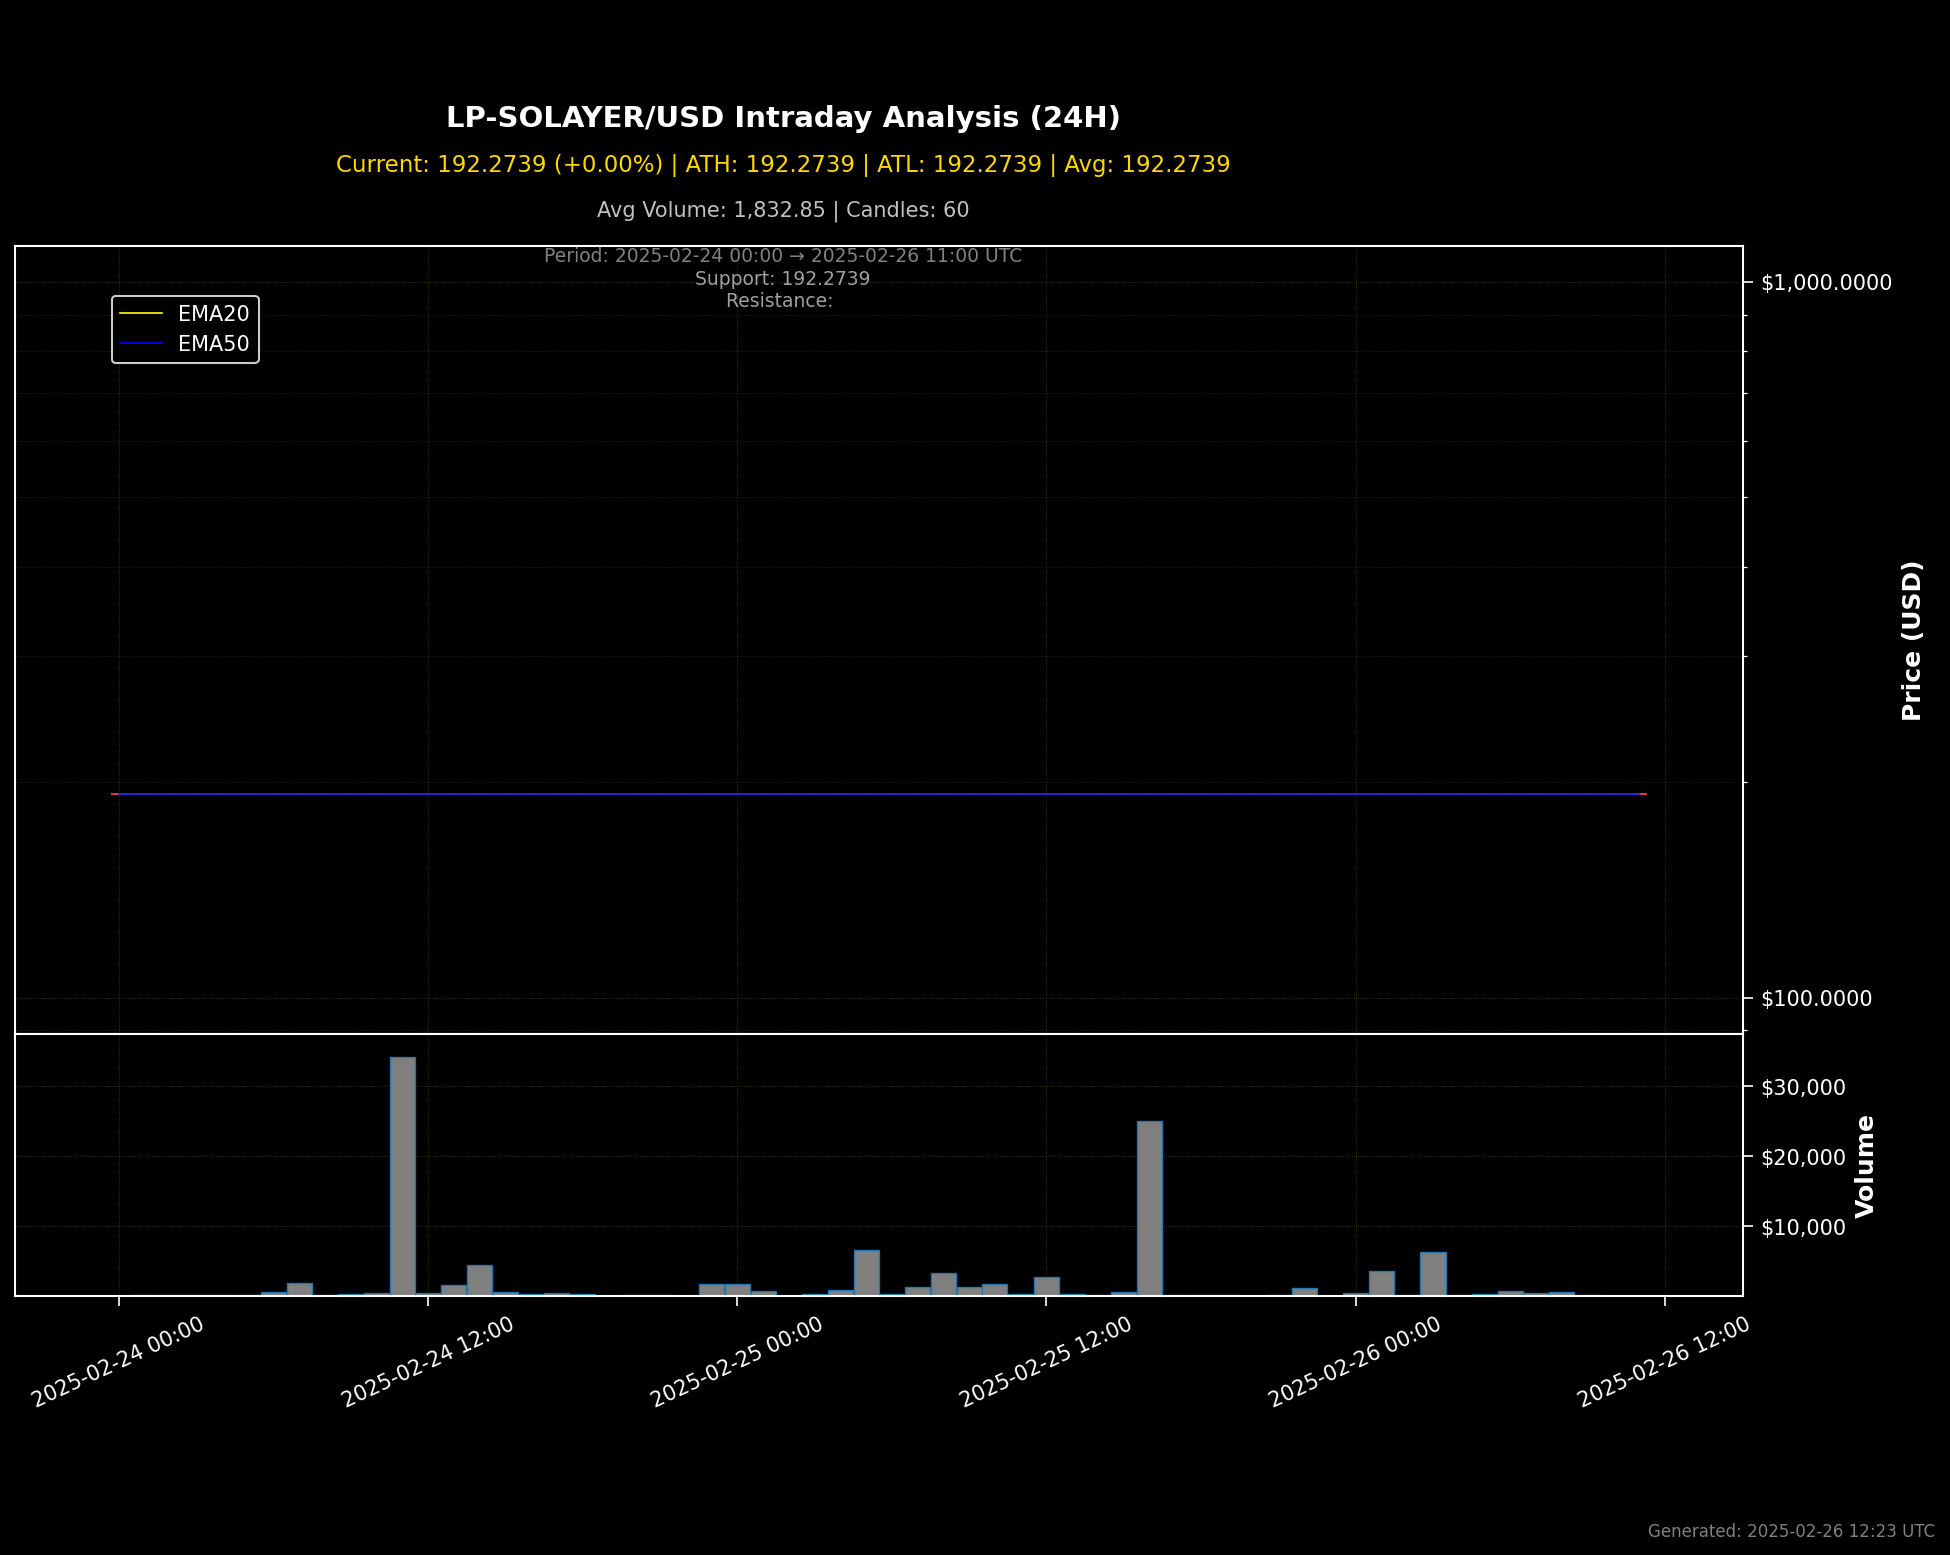 LP-SOLAYER/USD Intraday Analysis (24H)
Current: 192.2739 (+0.00%) | ATH: 192.2739 | ATL: 192.2739 | Avg: 192.2739
Avg Volume: 1,832.85 | Candles: 60
Period: 2025-02-24 00:00 → 2025-02-26 11:00 UTC
Support: 192.2739
Resistance:
EMA20
EMA50
$1,000.0000
$100.0000
Price (USD)
$30,000
$20,000
$10,000
Volume
2025-02-24 00:00
2025-02-24 12:00
2025-02-25 00:00
2025-02-25 12:00
2025-02-26 00:00
2025-02-26 12:00
Generated: 2025-02-26 12:23 UTC